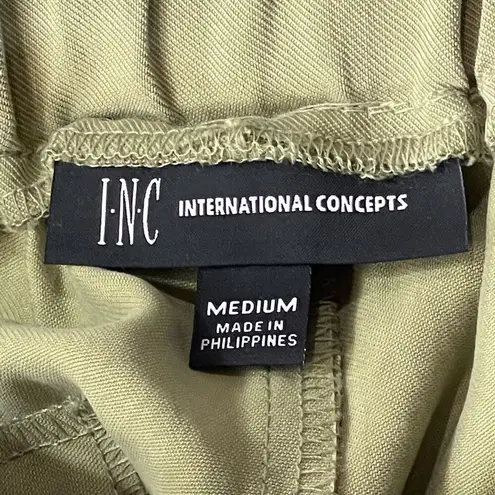 I·N·C INTERNATIONAL CONCEPTS
MEDIUM
MADE IN
PHILIPPINES